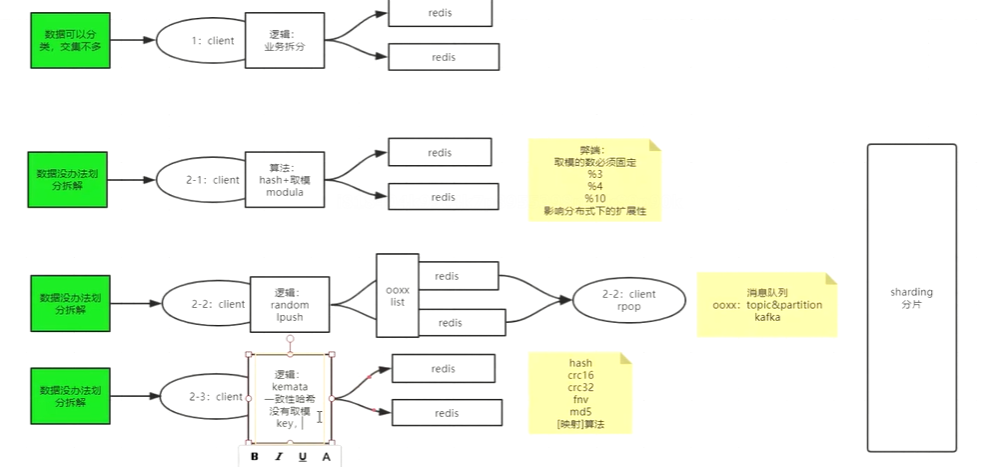 数据可以分
类，交集不多
1：client
逻辑：
业务拆分
redis
redis
数据没办法划
分拆解
2-1：client
算法：
hash+取模
modula
redis
redis
弊端：
取模的数必须固定
%3
%4
%10
影响分布式下的扩展性
数据没办法划
分拆解
2-2：client
逻辑：
random
lpush
ooxx
list
redis
redis
2-2：client
rpop
消息队列
ooxx：topic&partition
kafka
sharding
分片
数据没办法划
分拆解
2-3：client
逻辑：
kemata
一致性哈希
没有取模
key，
redis
redis
hash
crc16
crc32
fnv
md5
[映射]算法
B I U A